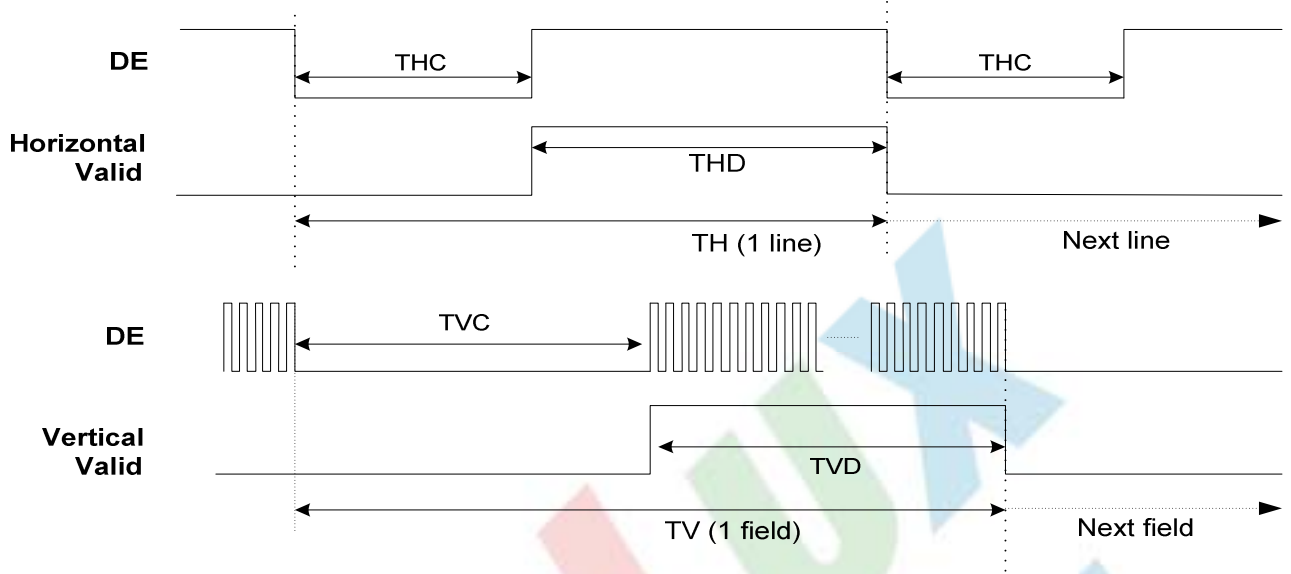 DE
THC
THC
Horizontal
Valid
THD
TH (1 line)
Next line
DE
TVC
Vertical
Valid
TVD
TV (1 field)
Next field